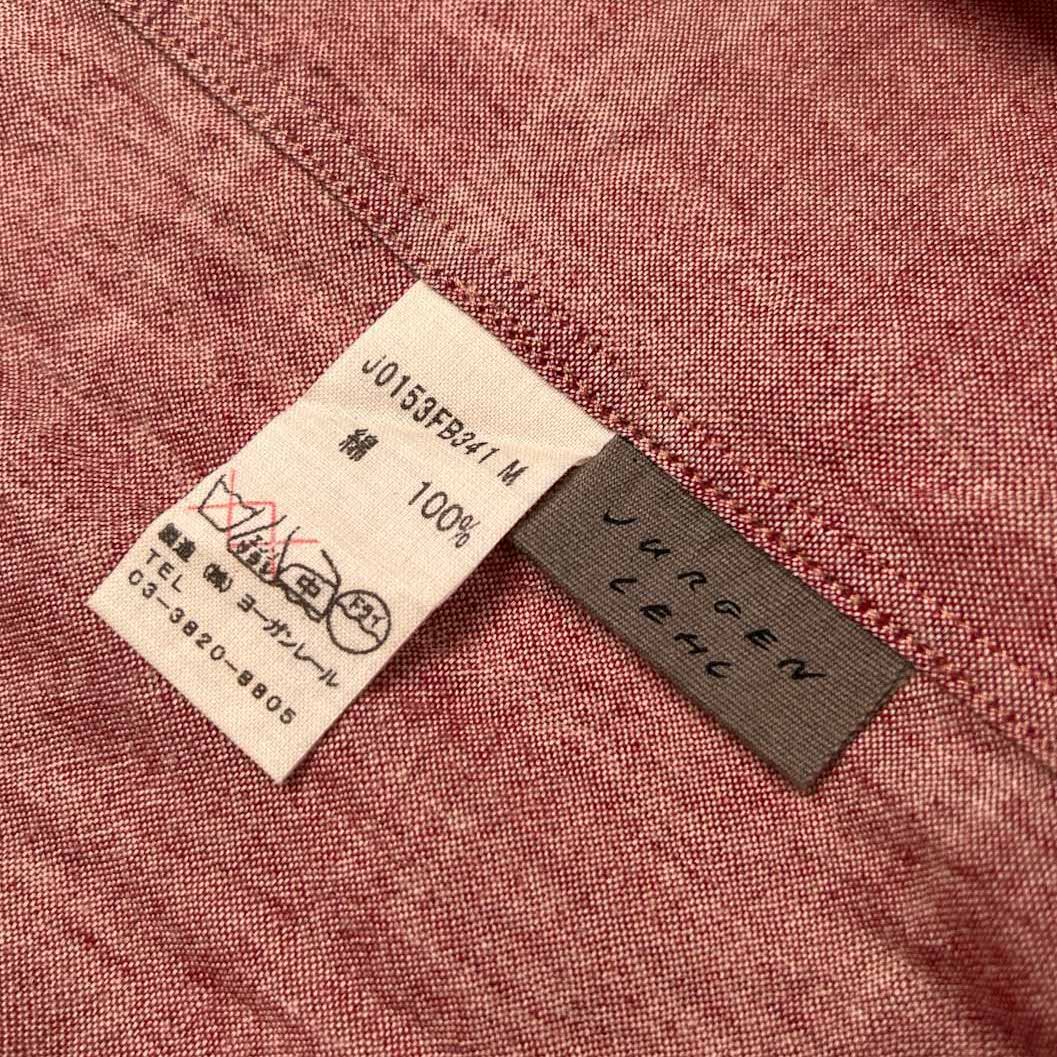 J0153FB341 M
綿 100%
中
製造 (株) ヨーガンレール
TEL
03-3820-8805
JURGEN
LEHL